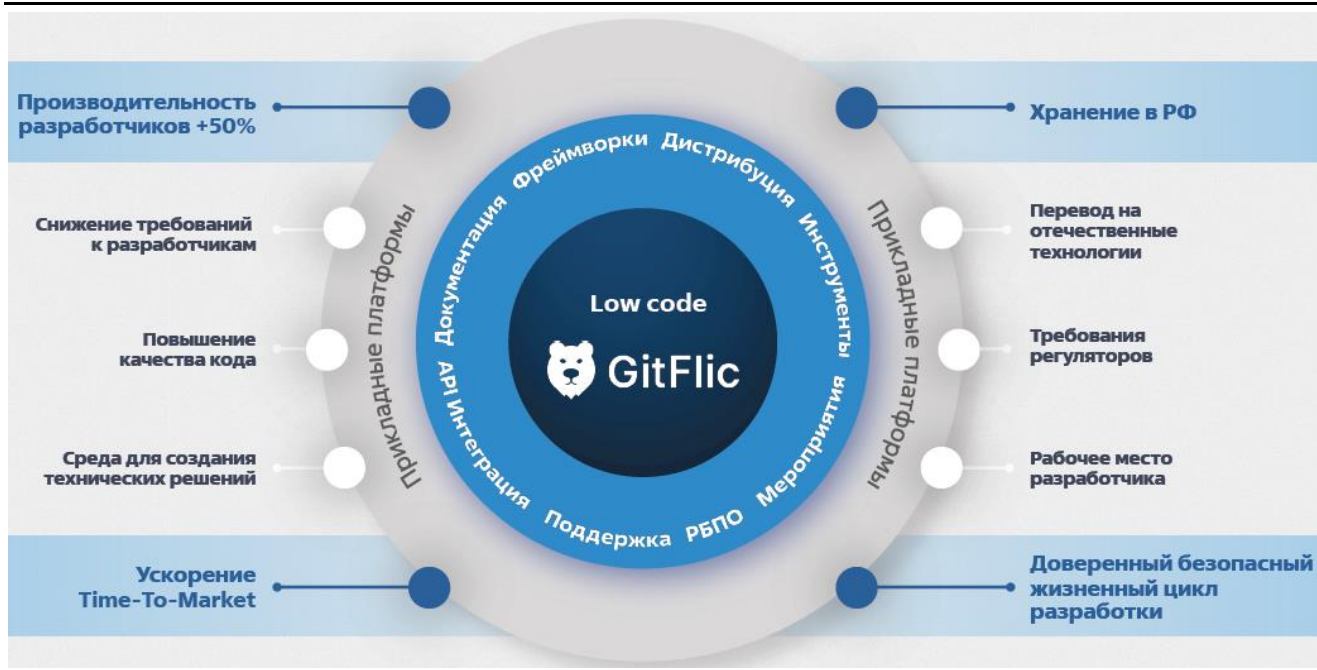 Производительность
разработчиков +50%
Снижение требований
к разработчикам
Повышение
качества кода
Среда для создания
технических решений
Ускорение
Time-To-Market
Прикладные платформы
Документация Фреймворки Дистрибуция Инструменты
API Интеграция Поддержка РБПО Мероприятия
Low code
GitFlic
Прикладные платформы
Хранение в РФ
Перевод на
отечественные
технологии
Требования
регуляторов
Рабочее место
разработчика
Доверенный безопасный
жизненный цикл
разработки